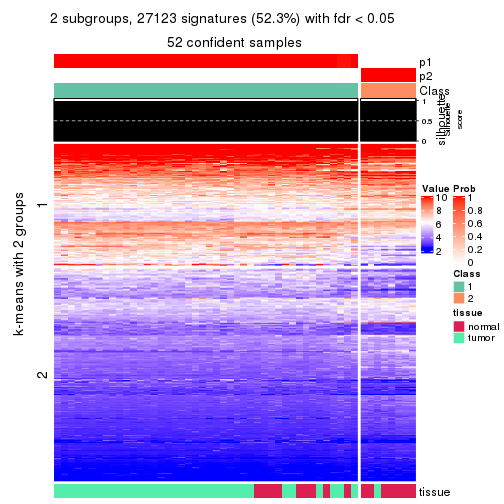 2 subgroups, 27123 signatures (52.3%) with fdr < 0.05
52 confident samples
p1
p2
Class
silhouette
Silhouette
score
1
0.5
0
k-means with 2 groups
1
2
Value
10
8
6
4
2
Prob
1
0.8
0.6
0.4
0.2
0
Class
1
2
tissue
normal
tumor
tissue